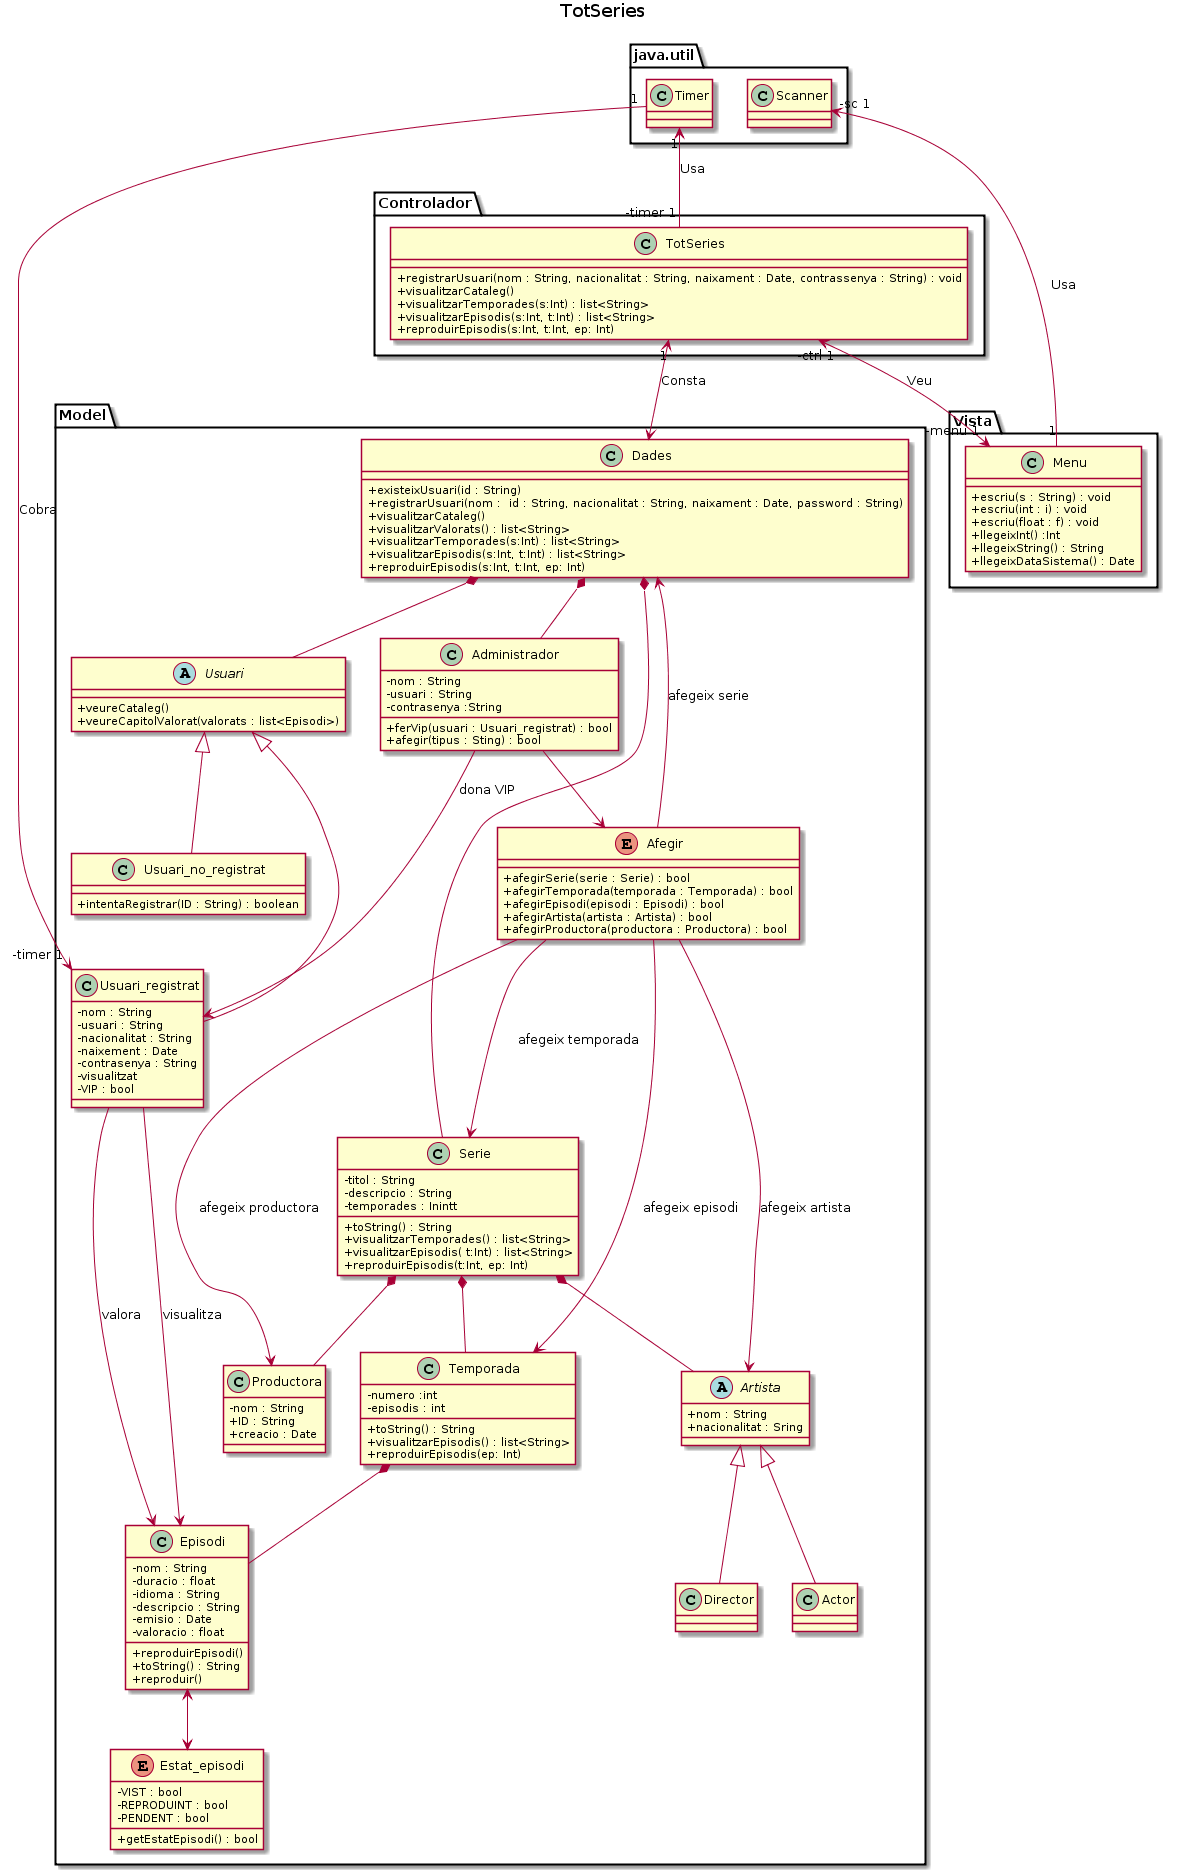 TotSeries
java.util
C Timer
C Scanner
1
-sc 1
1
Usa
Usa
-timer 1
Controlador
C TotSeries
+registrarUsuari(nom : String, nacionalitat : String, naixament : Date, contrassenya : String) : void
+visualitzarCataleg()
+visualitzarTemporades(s:Int) : list<String>
+visualitzarEpisodis(s:Int, t:Int) : list<String>
+reproduirEpisodis(s:Int, t:Int, ep: Int)
1
-ctrl 1
Consta
Veu
Model
Vista
-menu 1
1
C Menu
+escriu(s : String) : void
+escriu(int : i) : void
+escriu(float : f) : void
+llegeixInt() :Int
+llegeixString() : String
+llegeixDataSistema() : Date
C Dades
+existeixUsuari(id : String)
+registrarUsuari(nom :  id : String, nacionalitat : String, naixament : Date, password : String)
+visualitzarCataleg()
+visualitzarValorats() : list<String>
+visualitzarTemporades(s:Int) : list<String>
+visualitzarEpisodis(s:Int, t:Int) : list<String>
+reproduirEpisodis(s:Int, t:Int, ep: Int)
Cobra
A Usuari
+veureCataleg()
+veureCapitolValorat(valorats : list<Episodi>)
C Administrador
-nom : String
-usuari : String
-contrasenya :String
+ferVip(usuari : Usuari_registrat) : bool
+afegir(tipus : Sting) : bool
afegeix serie
dona VIP
C Usuari_no_registrat
+intentaRegistrar(ID : String) : boolean
E Afegir
+afegirSerie(serie : Serie) : bool
+afegirTemporada(temporada : Temporada) : bool
+afegirEpisodi(episodi : Episodi) : bool
+afegirArtista(artista : Artista) : bool
+afegirProductora(productora : Productora) : bool
-timer 1
C Usuari_registrat
-nom : String
-usuari : String
-nacionalitat : String
-naixement : Date
-contrasenya : String
-visualitzat
-VIP : bool
afegeix temporada
C Serie
-titol : String
-descripcio : String
-temporades : Inintt
+toString() : String
+visualitzarTemporades() : list<String>
+visualitzarEpisodis( t:Int) : list<String>
+reproduirEpisodis(t:Int, ep: Int)
afegeix productora
afegeix episodi
afegeix artista
valora
visualitza
C Productora
-nom : String
+ID : String
+creacio : Date
C Temporada
-numero :int
-episodis : int
+toString() : String
+visualitzarEpisodis() : list<String>
+reproduirEpisodis(ep: Int)
A Artista
+nom : String
+nacionalitat : Sring
C Episodi
-nom : String
-duracio : float
-idioma : String
-descripcio : String
-emisio : Date
-valoracio : float
+reproduirEpisodi()
+toString() : String
+reproduir()
C Director
C Actor
E Estat_episodi
-VIST : bool
-REPRODUINT : bool
-PENDENT : bool
+getEstatEpisodi() : bool